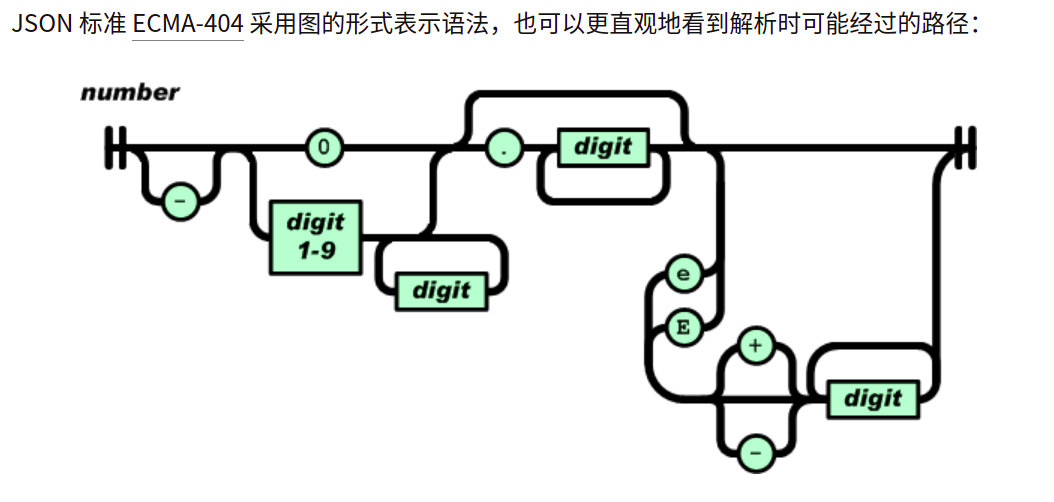 JSON 标准 ECMA-404 采用图的形式表示语法，也可以更直观地看到解析时可能经过的路径：
number
0
.
digit
-
digit
1-9
digit
e
E
+
digit
-